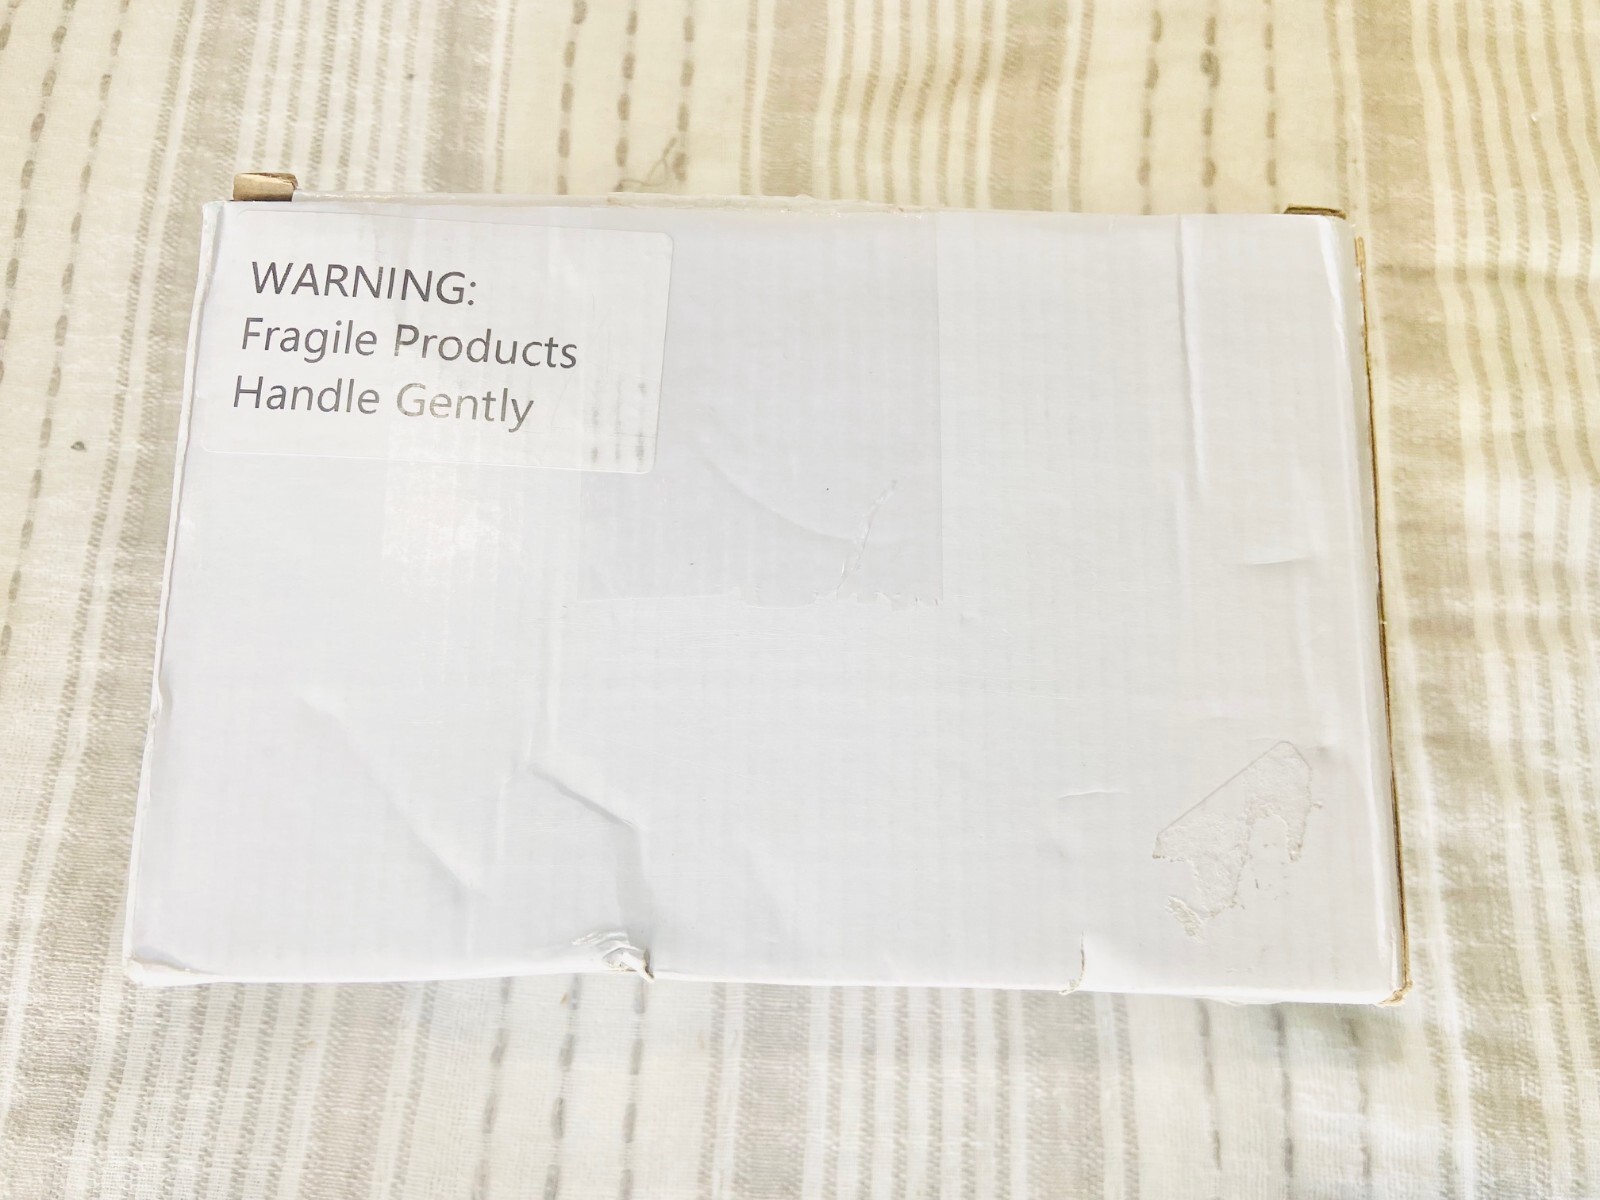 WARNING:
Fragile Products
Handle Gently